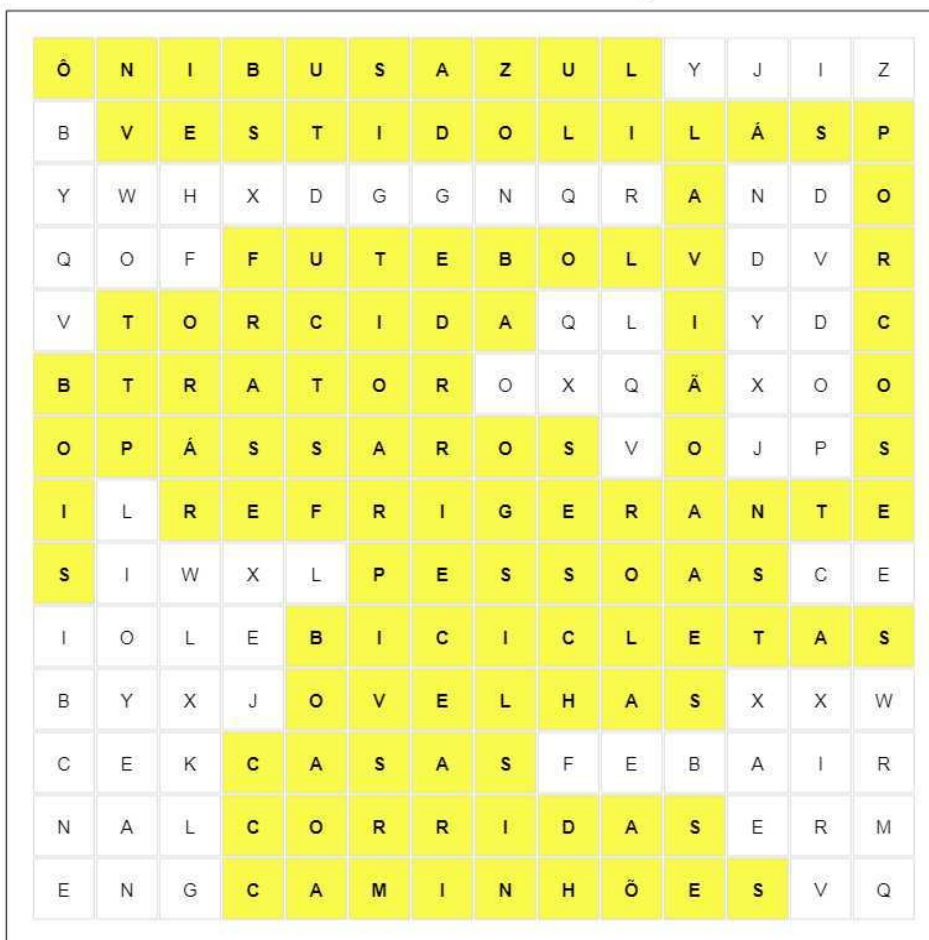 Ô N I B U S A Z U L Y J I Z
B V E S T I D O L I L Á S P
Y W H X D G G N Q R A N D O
Q O F F U T E B O L V D V R
V T O R C I D A Q L I Y D C
B T R A T O R O X Q Ã X O O
O P Á S S A R O S V O J P S
I L R E F R I G E R A N T E
S I W X L P E S S O A S C E
I O L E B I C I C L E T A S
B Y X J O V E L H A S X X W
C E K C A S A S F E B A I R
N A L C O R R I D A S E R M
E N G C A M I N H Õ E S V Q